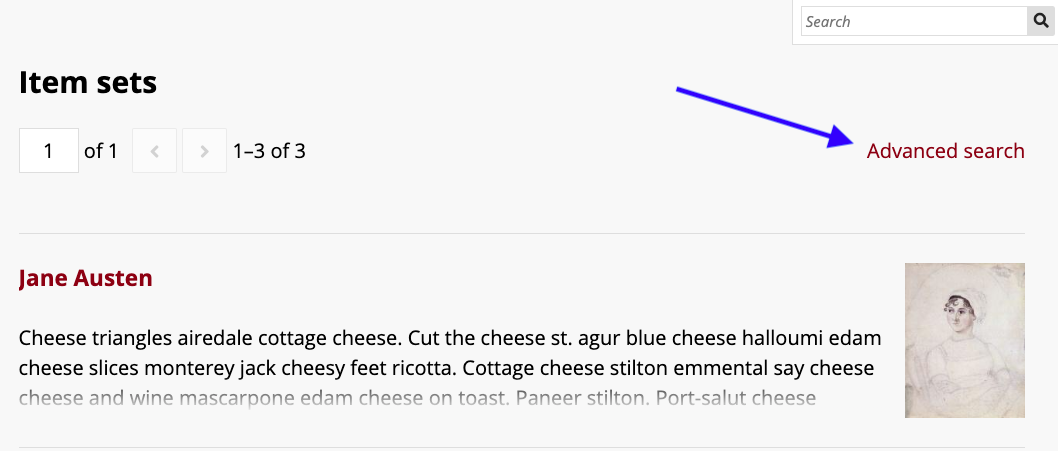 Search
Item sets
1 of 1 1–3 of 3
Advanced search
Jane Austen
Cheese triangles airedale cottage cheese. Cut the cheese st. agur blue cheese halloumi edam
cheese slices monterey jack cheesy feet ricotta. Cottage cheese stilton emmental say cheese
cheese and wine mascarpone edam cheese on toast. Paneer stilton. Port-salut cheese